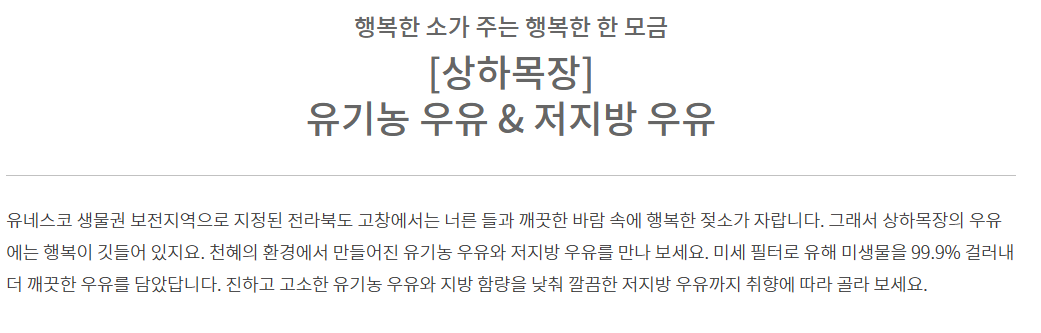 행복한 소가 주는 행복한 한 모금
[상하목장]
유기농 우유 & 저지방 우유
유네스코 생물권 보전지역으로 지정된 전라북도 고창에서는 너른 들과 깨끗한 바람 속에 행복한 젖소가 자랍니다. 그래서 상하목장의 우유
에는 행복이 깃들어 있지요. 천혜의 환경에서 만들어진 유기농 우유와 저지방 우유를 만나 보세요. 미세 필터로 유해 미생물을 99.9% 걸러내
더 깨끗한 우유를 담았답니다. 진하고 고소한 유기농 우유와 지방 함량을 낮춰 깔끔한 저지방 우유까지 취향에 따라 골라 보세요.